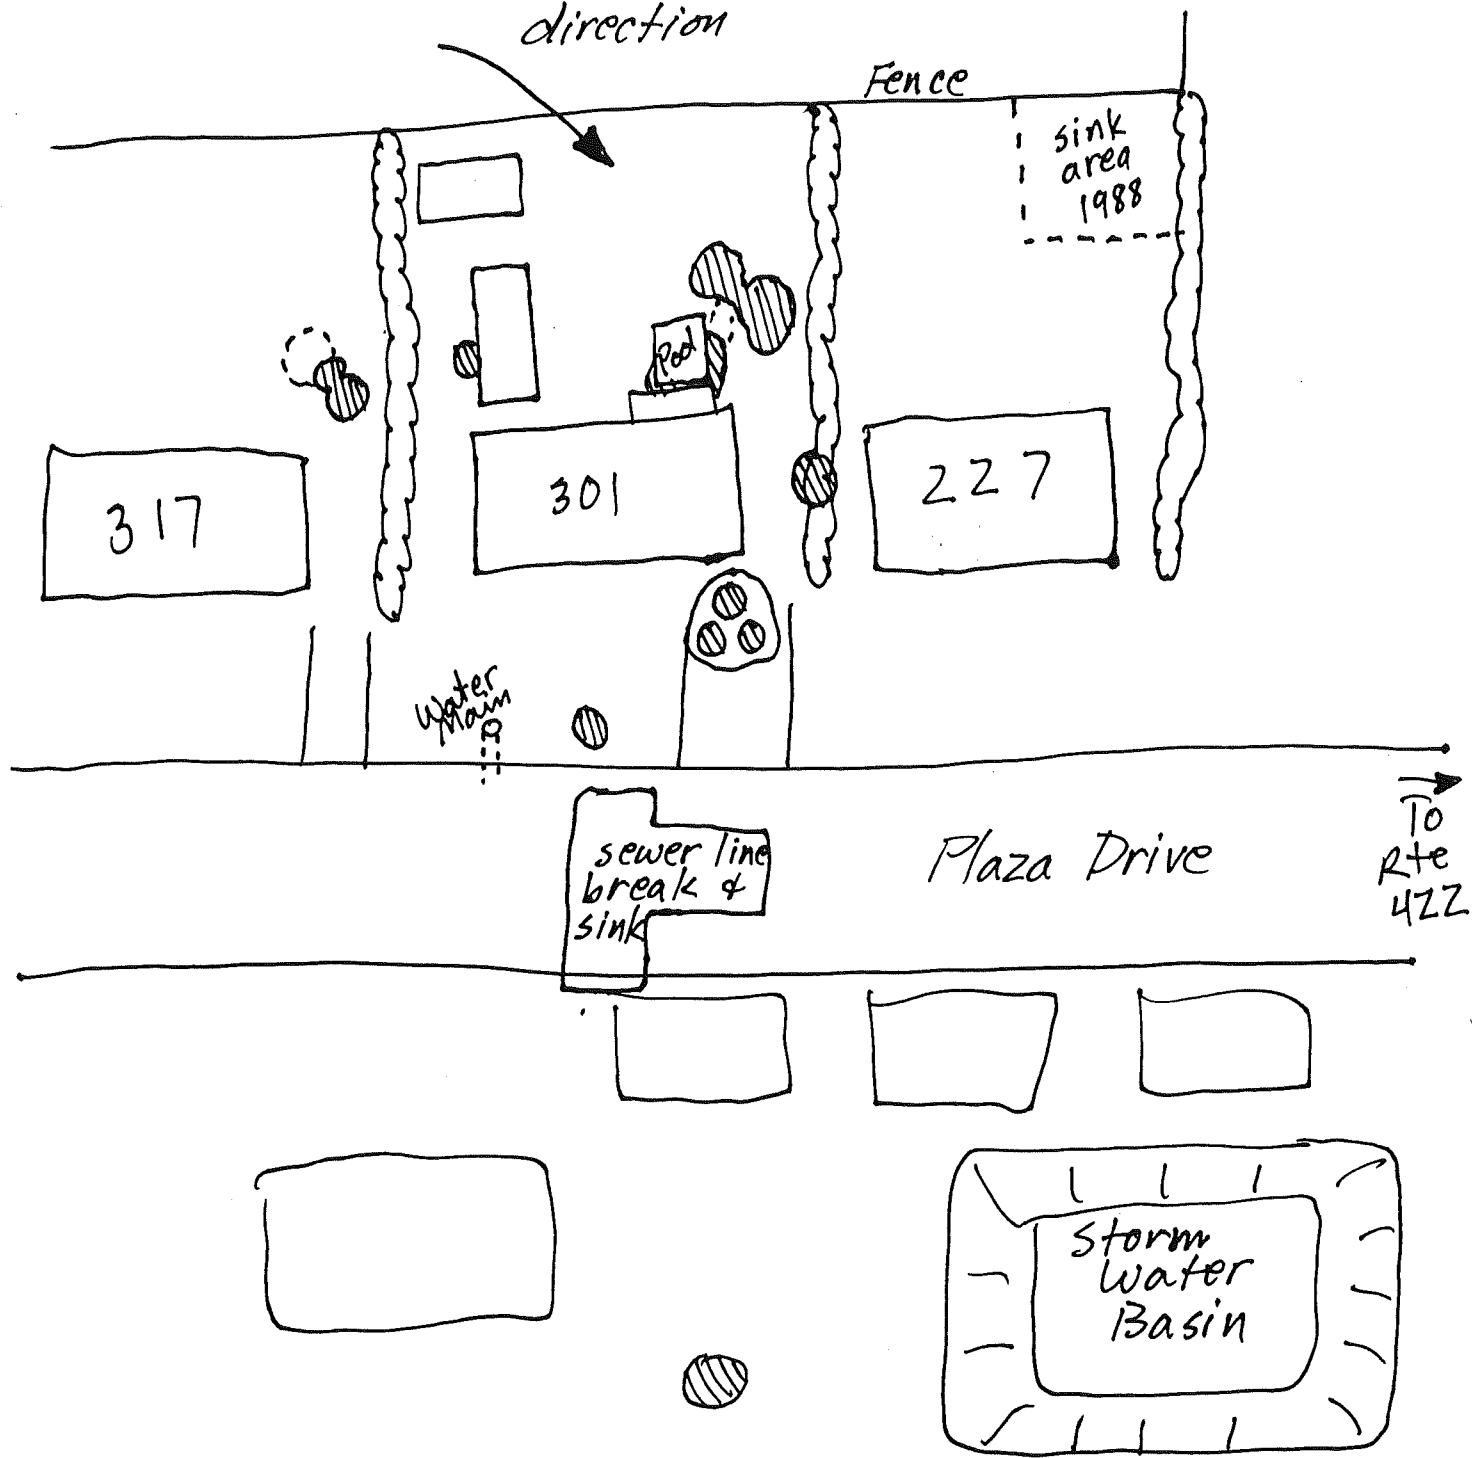 direction
Fence
sink
area
1988
Pool
317
301
227
Water
Main
sewer line
break &
sink
Plaza Drive
To
Rte
422
Storm
Water
Basin